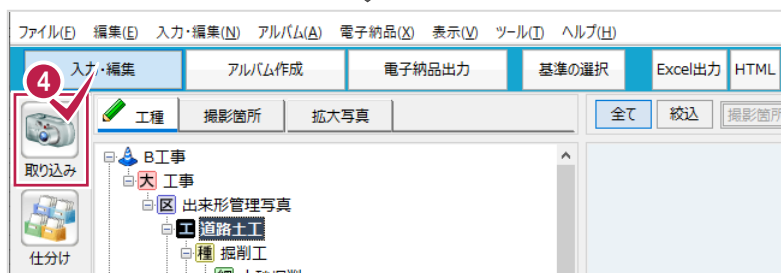 ファイル(F) 編集(E) 入力・編集(N) アルバム(A) 電子納品(X) 表示(V) ツール(T) ヘルプ(H)
入力・編集 アルバム作成 電子納品出力 基準の選択 Excel出力 HTML
4
工種 撮影箇所 拡大写真 全て 絞込 撮影箇所
取り込み
B工事
大 工事
区 出来形管理写真
工 道路土工
種 掘削工
仕分け